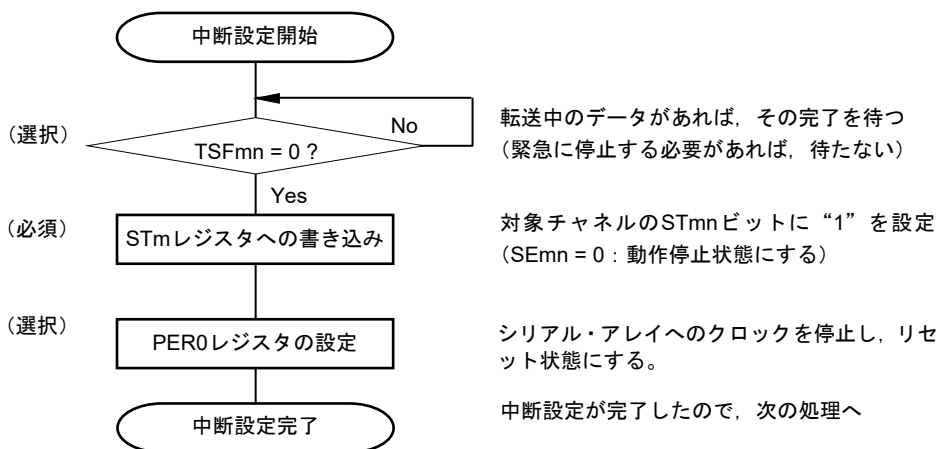 中断設定開始
（選択）
TSFmn = 0 ?
No
転送中のデータがあれば，その完了を待つ
（緊急に停止する必要があれば，待たない）
Yes
（必須）
STmレジスタへの書き込み
対象チャネルのSTmnビットに“1”を設定
（SEmn = 0：動作停止状態にする）
（選択）
PER0レジスタの設定
シリアル・アレイへのクロックを停止し，リセ
ット状態にする。
中断設定完了
中断設定が完了したので，次の処理へ